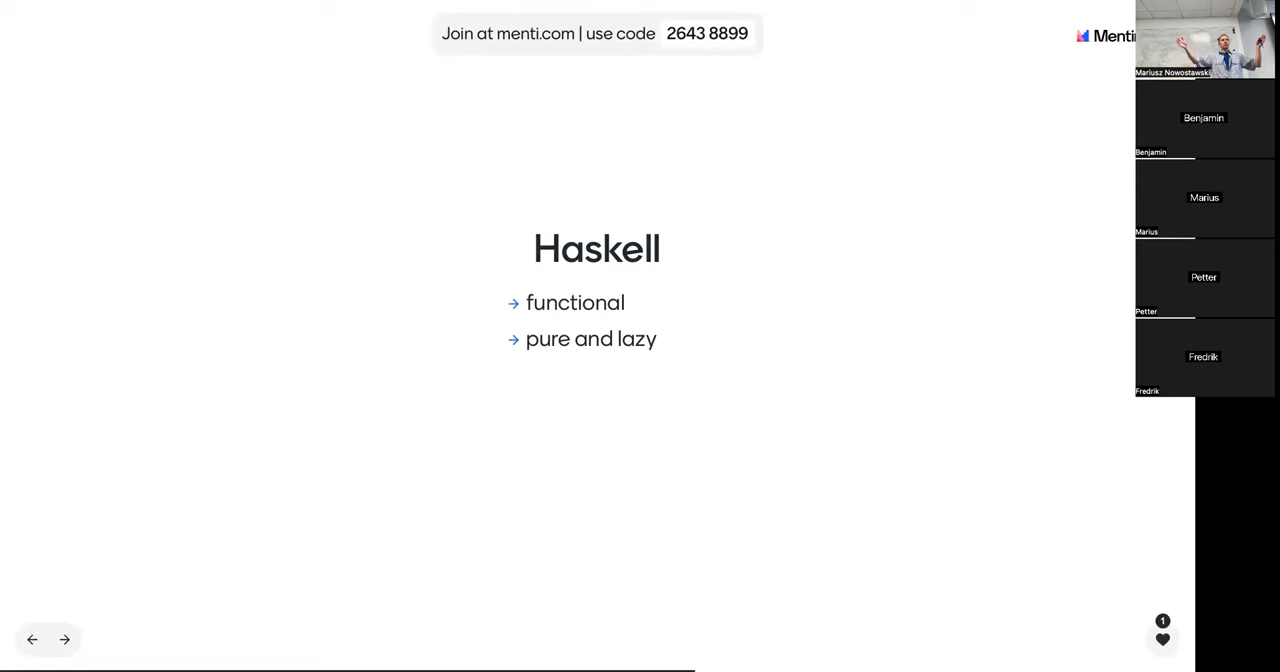 Join at menti.com | use code 2643 8899
Menti
Mariusz Nowostawski
Benjamin
Benjamin
Marius
Marius
Petter
Petter
Fredrik
Fredrik
Haskell
→ functional
→ pure and lazy
1